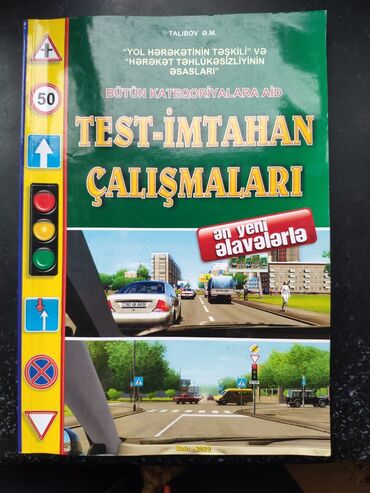 TALIBOV Ə.M.
"YOL HƏRƏKƏTİNİN TƏŞKİLİ" VƏ
"HƏRƏKƏT TƏHLÜKƏSİZLİYİNİN
ƏSASLARI"
BÜTÜN KATEQORİYALARA AİD
TEST-İMTAHAN
ÇALIŞMALARI
ən yeni
əlavələrlə
50
Bakı - 2020